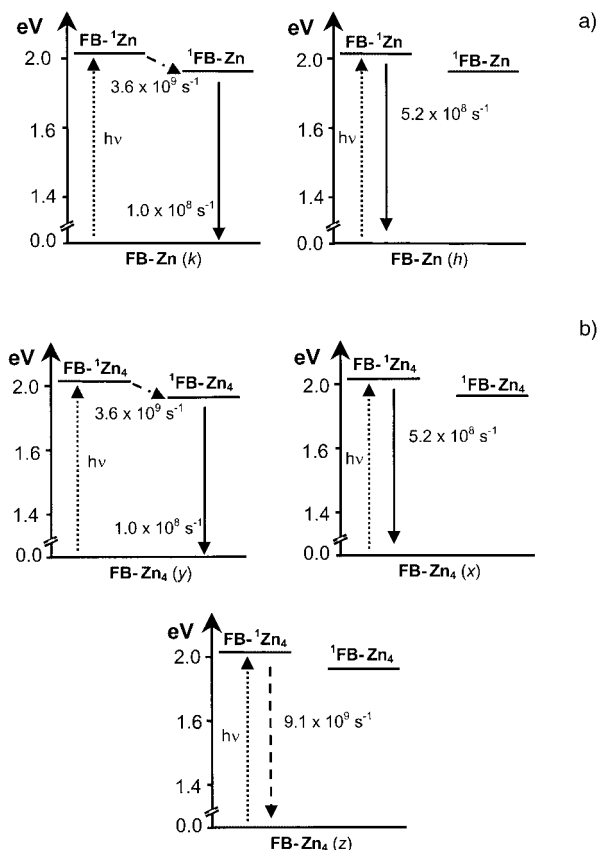 a)
eV
FB-¹Zn
¹FB-Zn
2.0
3.6 x 10⁹ s⁻¹
1.6
hν
1.4
1.0 x 10⁸ s⁻¹
0.0
FB-Zn (k)
eV
FB-¹Zn
¹FB-Zn
2.0
5.2 x 10⁸ s⁻¹
1.6
hν
1.4
0.0
FB-Zn (h)
b)
eV
FB-¹Zn₄
¹FB-Zn₄
2.0
3.6 x 10⁹ s⁻¹
1.6
hν
1.4
1.0 x 10⁸ s⁻¹
0.0
FB-Zn₄ (y)
eV
FB-¹Zn₄
¹FB-Zn₄
2.0
5.2 x 10⁸ s⁻¹
1.6
hν
1.4
0.0
FB-Zn₄ (x)
eV
FB-¹Zn₄
¹FB-Zn₄
2.0
9.1 x 10⁹ s⁻¹
1.6
hν
1.4
0.0
FB-Zn₄ (z)